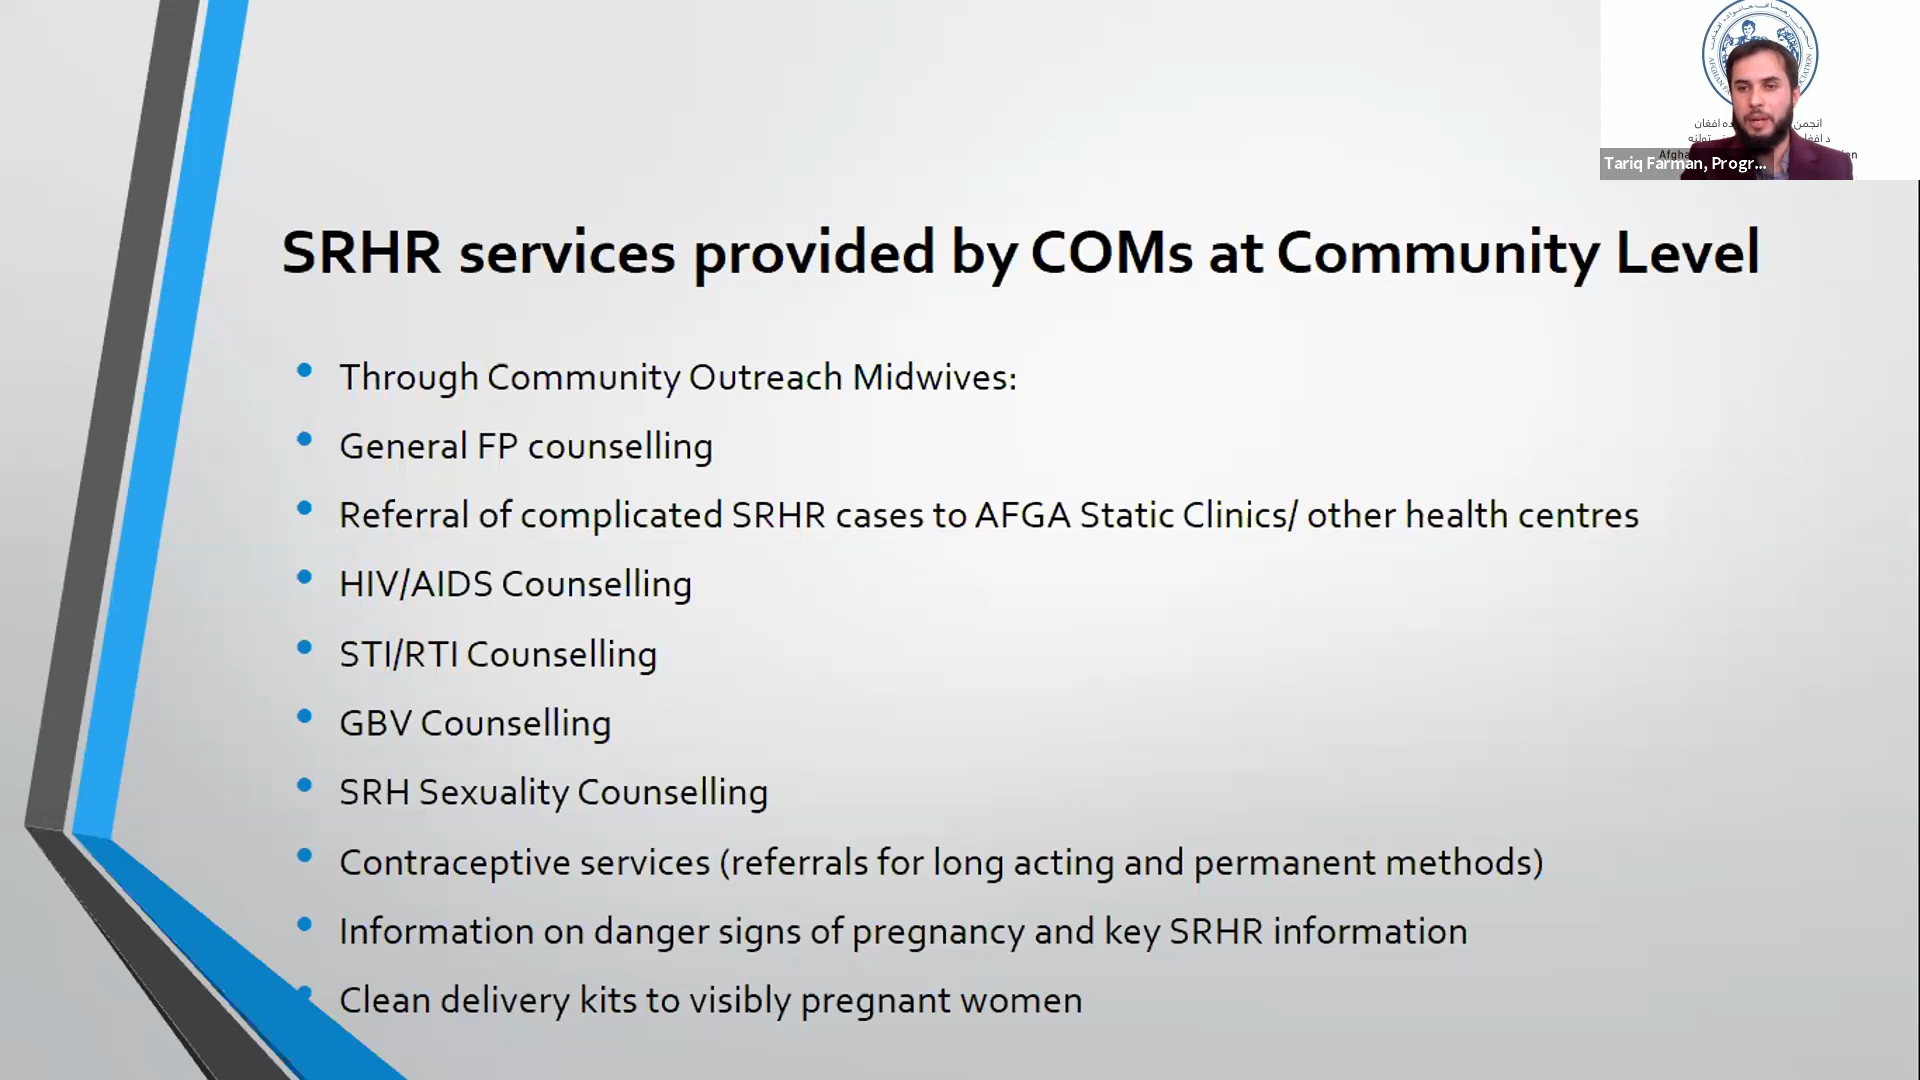 SRHR services provided by COMs at Community Level
• Through Community Outreach Midwives:
• General FP counselling
• Referral of complicated SRHR cases to AFGA Static Clinics/ other health centres
• HIV/AIDS Counselling
• STI/RTI Counselling
• GBV Counselling
• SRH Sexuality Counselling
• Contraceptive services (referrals for long acting and permanent methods)
• Information on danger signs of pregnancy and key SRHR information
• Clean delivery kits to visibly pregnant women
انجمن
Tariq Farman, Progr...